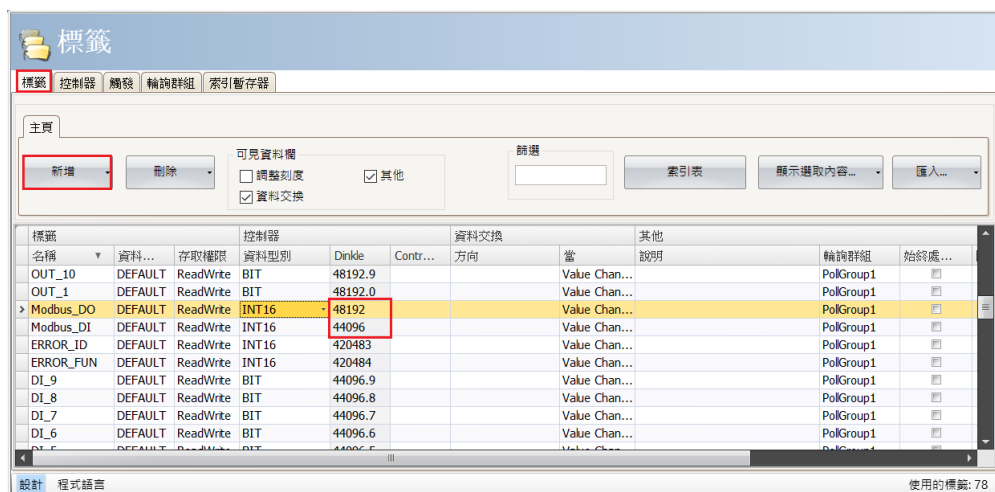 標籤
標籤 控制器 觸發 輪詢群組 索引暫存器
主頁
可見資料欄 篩選
新增 刪除 調整刻度 其他 索引表 顯示選取內容... 匯入...
資料交換
標籤 控制器 資料交換 其他
名稱 資料... 存取權限 資料型別 Dinkle Contr... 方向 當 說明 輪詢群組 始終處...
OUT_10 DEFAULT ReadWrite BIT 48192.9 Value Chan... PollGroup1
OUT_1 DEFAULT ReadWrite BIT 48192.0 Value Chan... PollGroup1
Modbus_DO DEFAULT ReadWrite INT16 48192 Value Chan... PollGroup1
Modbus_DI DEFAULT ReadWrite INT16 44096 Value Chan... PollGroup1
ERROR_ID DEFAULT ReadWrite INT16 420483 Value Chan... PollGroup1
ERROR_FUN DEFAULT ReadWrite INT16 420484 Value Chan... PollGroup1
DI_9 DEFAULT ReadWrite BIT 44096.9 Value Chan... PollGroup1
DI_8 DEFAULT ReadWrite BIT 44096.8 Value Chan... PollGroup1
DI_7 DEFAULT ReadWrite BIT 44096.7 Value Chan... PollGroup1
DI_6 DEFAULT ReadWrite BIT 44096.6 Value Chan... PollGroup1
設計 程式語言 使用的標籤: 78